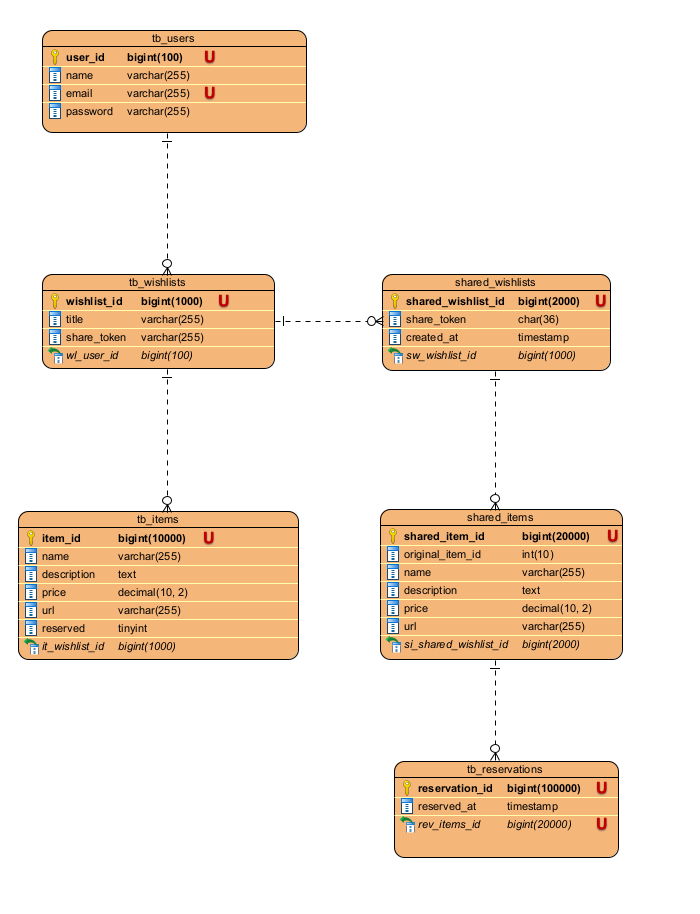 tb_users
user_id bigint(100) U
name varchar(255)
email varchar(255) U
password varchar(255)
tb_wishlists
wishlist_id bigint(1000) U
title varchar(255)
share_token varchar(255)
wl_user_id bigint(100)
shared_wishlists
shared_wishlist_id bigint(2000) U
share_token char(36)
created_at timestamp
sw_wishlist_id bigint(1000)
tb_items
item_id bigint(10000) U
name varchar(255)
description text
price decimal(10, 2)
url varchar(255)
reserved tinyint
it_wishlist_id bigint(1000)
shared_items
shared_item_id bigint(20000) U
original_item_id int(10)
name varchar(255)
description text
price decimal(10, 2)
url varchar(255)
si_shared_wishlist_id bigint(2000)
tb_reservations
reservation_id bigint(100000) U
reserved_at timestamp
rev_items_id bigint(20000) U